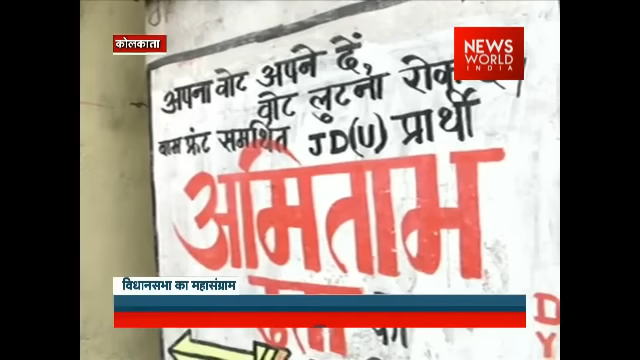 कोलकाता
NEWS
WORLD
INDIA
अपना वोट अपने दें,
वोट लुटना रोक
वाम फ्रंट समर्थित JD(U) प्रार्थी
अमिताभ
विधानसभा का महासंग्राम
को
D
Y